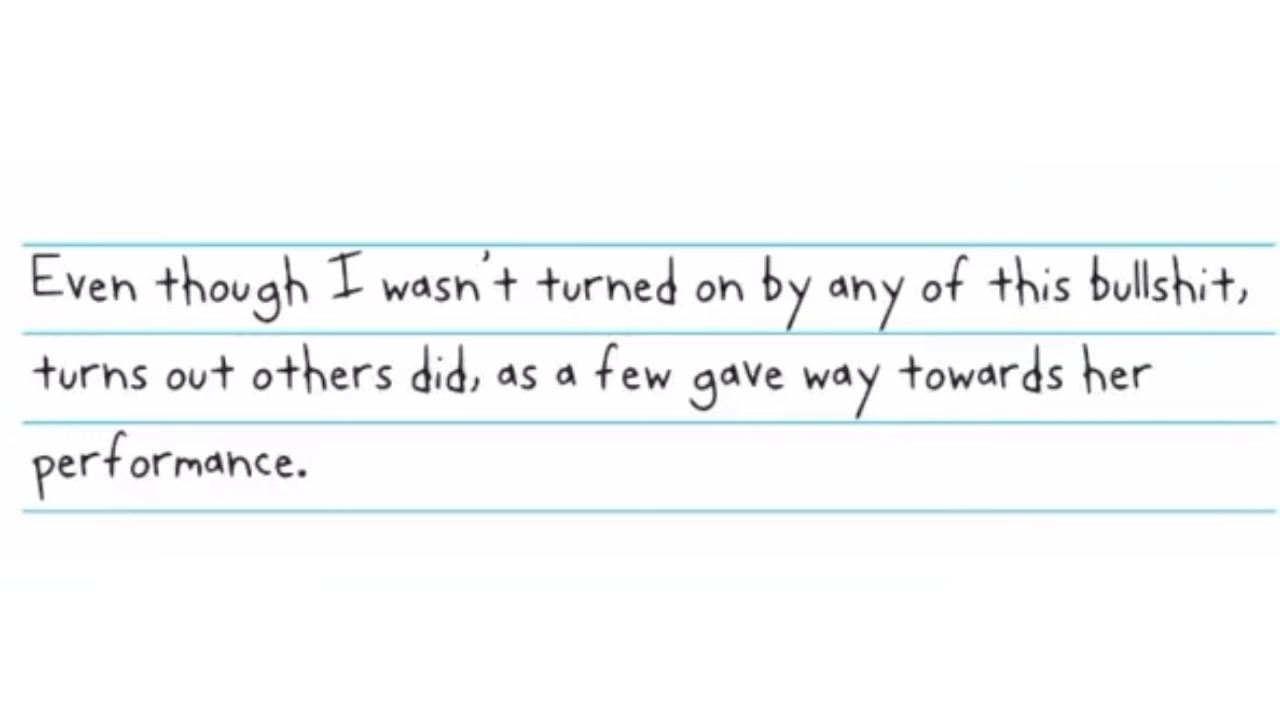 Even though I wasn't turned on by any of this bullshit,
turns out others did, as a few gave way towards her
performance.